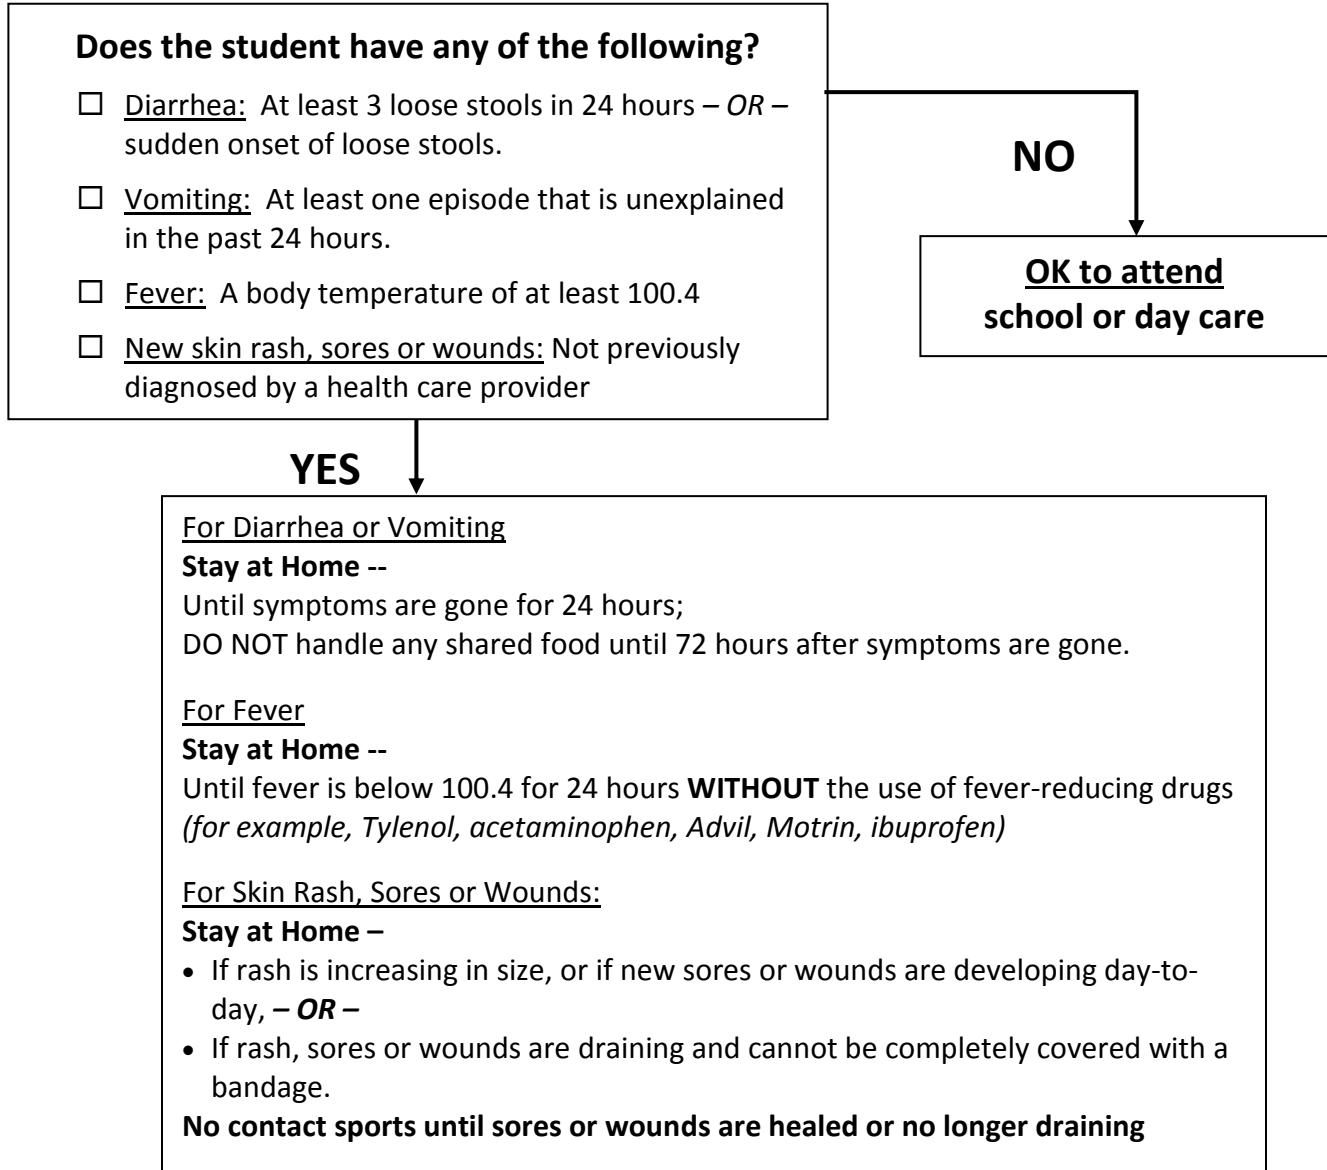 Does the student have any of the following?
☐ Diarrhea: At least 3 loose stools in 24 hours – OR –
sudden onset of loose stools.
☐ Vomiting: At least one episode that is unexplained
in the past 24 hours.
☐ Fever: A body temperature of at least 100.4
☐ New skin rash, sores or wounds: Not previously
diagnosed by a health care provider
NO
OK to attend
school or day care
YES
For Diarrhea or Vomiting
Stay at Home --
Until symptoms are gone for 24 hours;
DO NOT handle any shared food until 72 hours after symptoms are gone.
For Fever
Stay at Home --
Until fever is below 100.4 for 24 hours WITHOUT the use of fever-reducing drugs
(for example, Tylenol, acetaminophen, Advil, Motrin, ibuprofen)
For Skin Rash, Sores or Wounds:
Stay at Home –
• If rash is increasing in size, or if new sores or wounds are developing day-to-
day, – OR –
• If rash, sores or wounds are draining and cannot be completely covered with a
bandage.
No contact sports until sores or wounds are healed or no longer draining